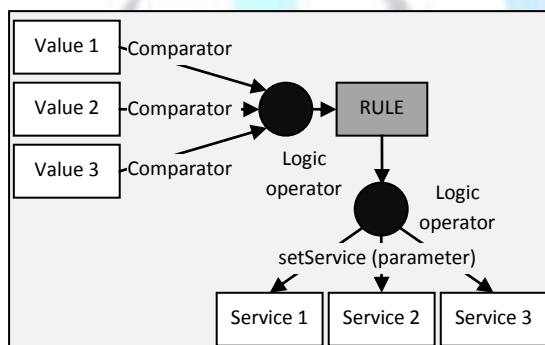 Value 1
Comparator
Value 2
Comparator
RULE
Value 3
Comparator
Logic
operator
Logic
operator
setService (parameter)
Service 1
Service 2
Service 3